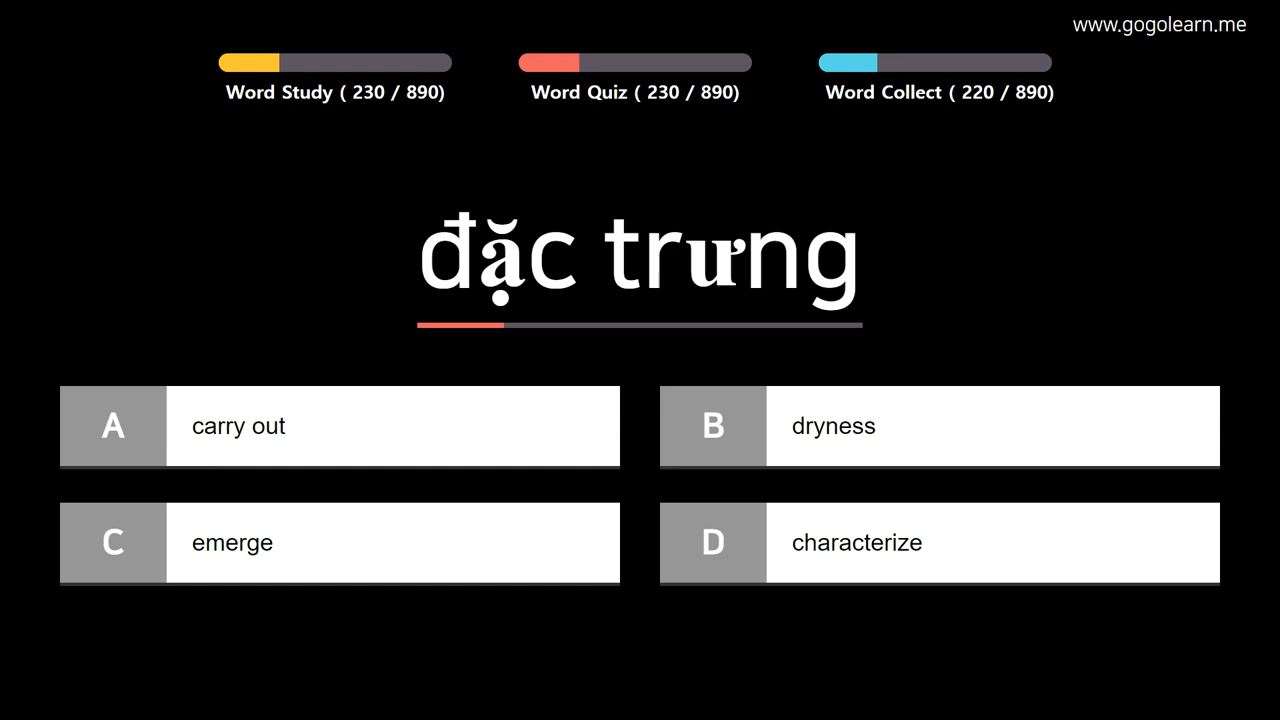 www.gogolearn.me
Word Study ( 230 / 890)
Word Quiz ( 230 / 890)
Word Collect ( 220 / 890)
đặc trưng
A carry out
B dryness
C emerge
D characterize